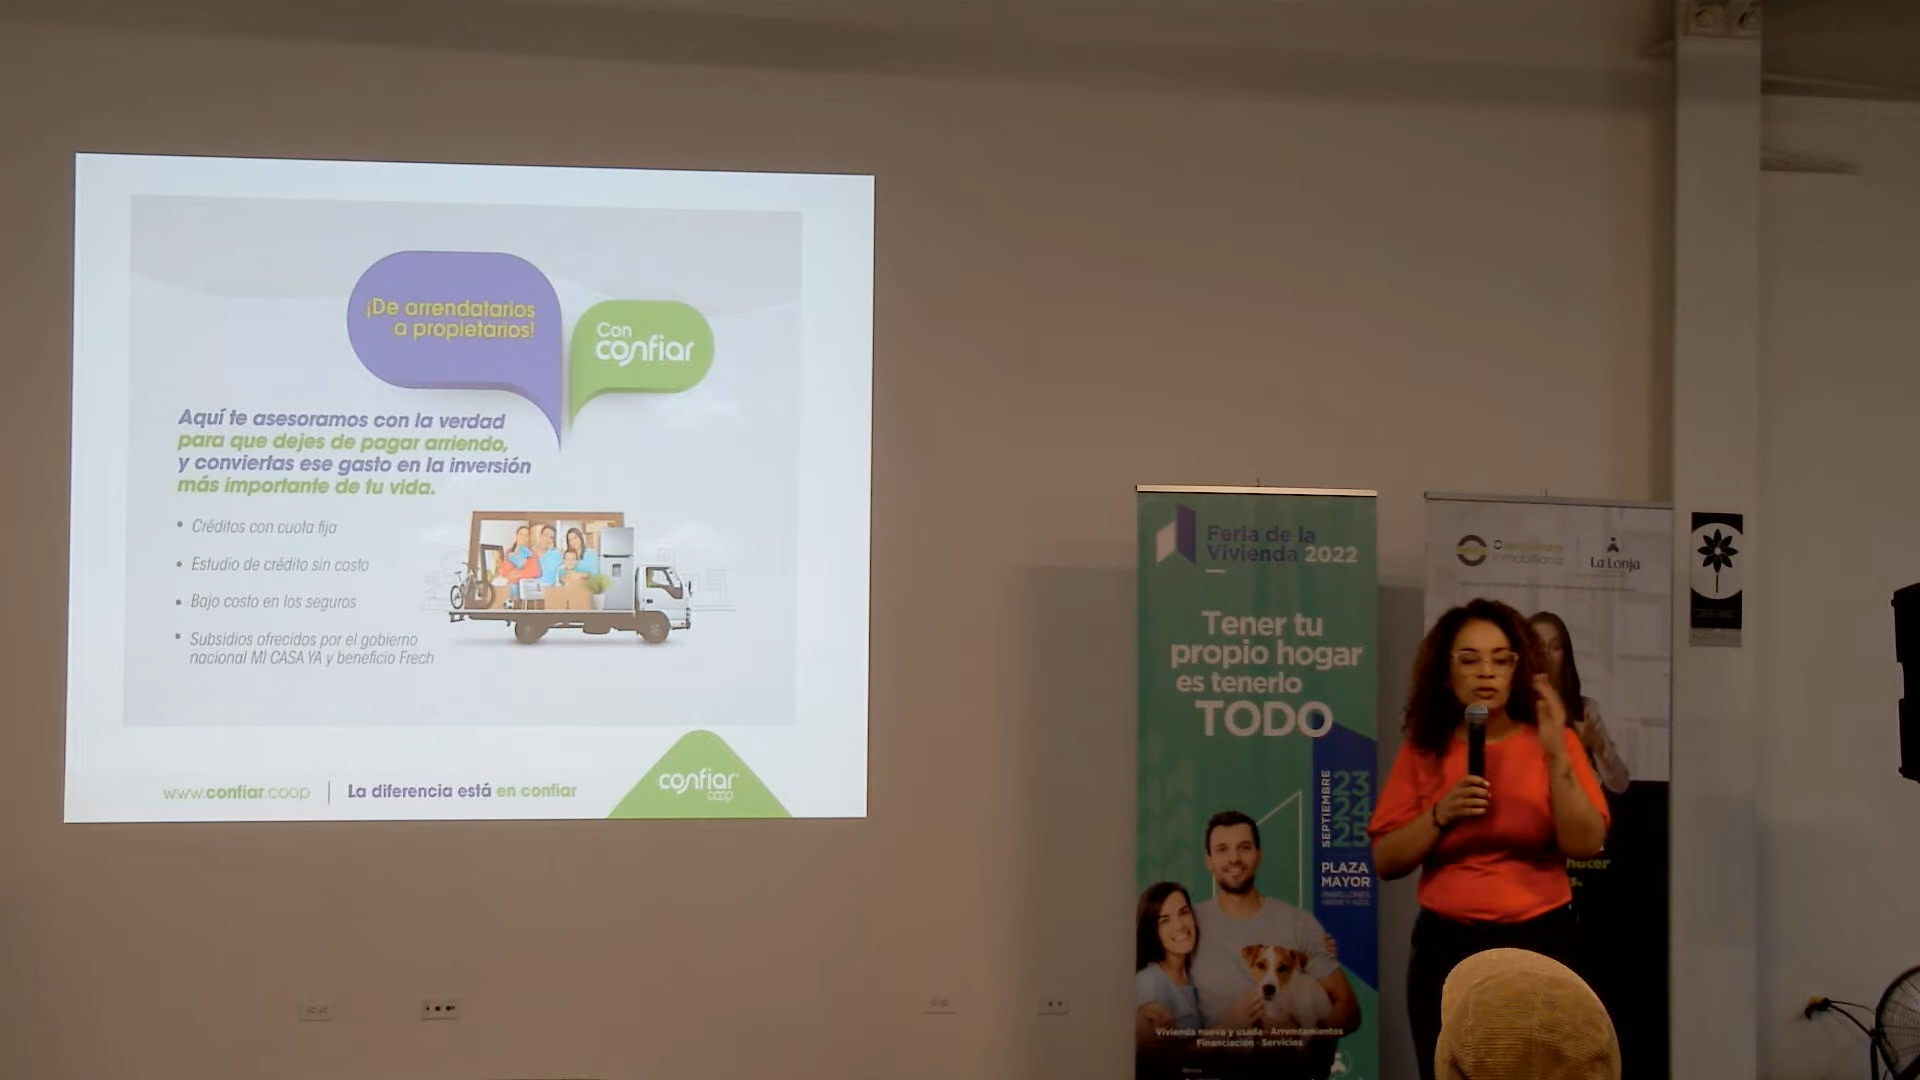 ¡De arrendatarios
a propietarios!
Con
confiar
Aquí te asesoramos con la verdad
para que dejes de pagar arriendo,
y conviertas ese gasto en la inversión
más importante de tu vida.
• Créditos con cuota fija
• Estudio de crédito sin costo
• Bajo costo en los seguros
• Subsidios ofrecidos por el gobierno
nacional MI CASA YA y beneficio Frech
www.confiar.coop
La diferencia está en confiar
confiar
coop
Feria de la
Vivienda 2022
Tener tu
propio hogar
es tenerlo
TODO
SEPTIEMBRE
23
24
25
PLAZA
MAYOR
Vivienda nueva y usada - Arrendamientos
Financiación - Servicios
inmobiliaria
La Lonja
hacer